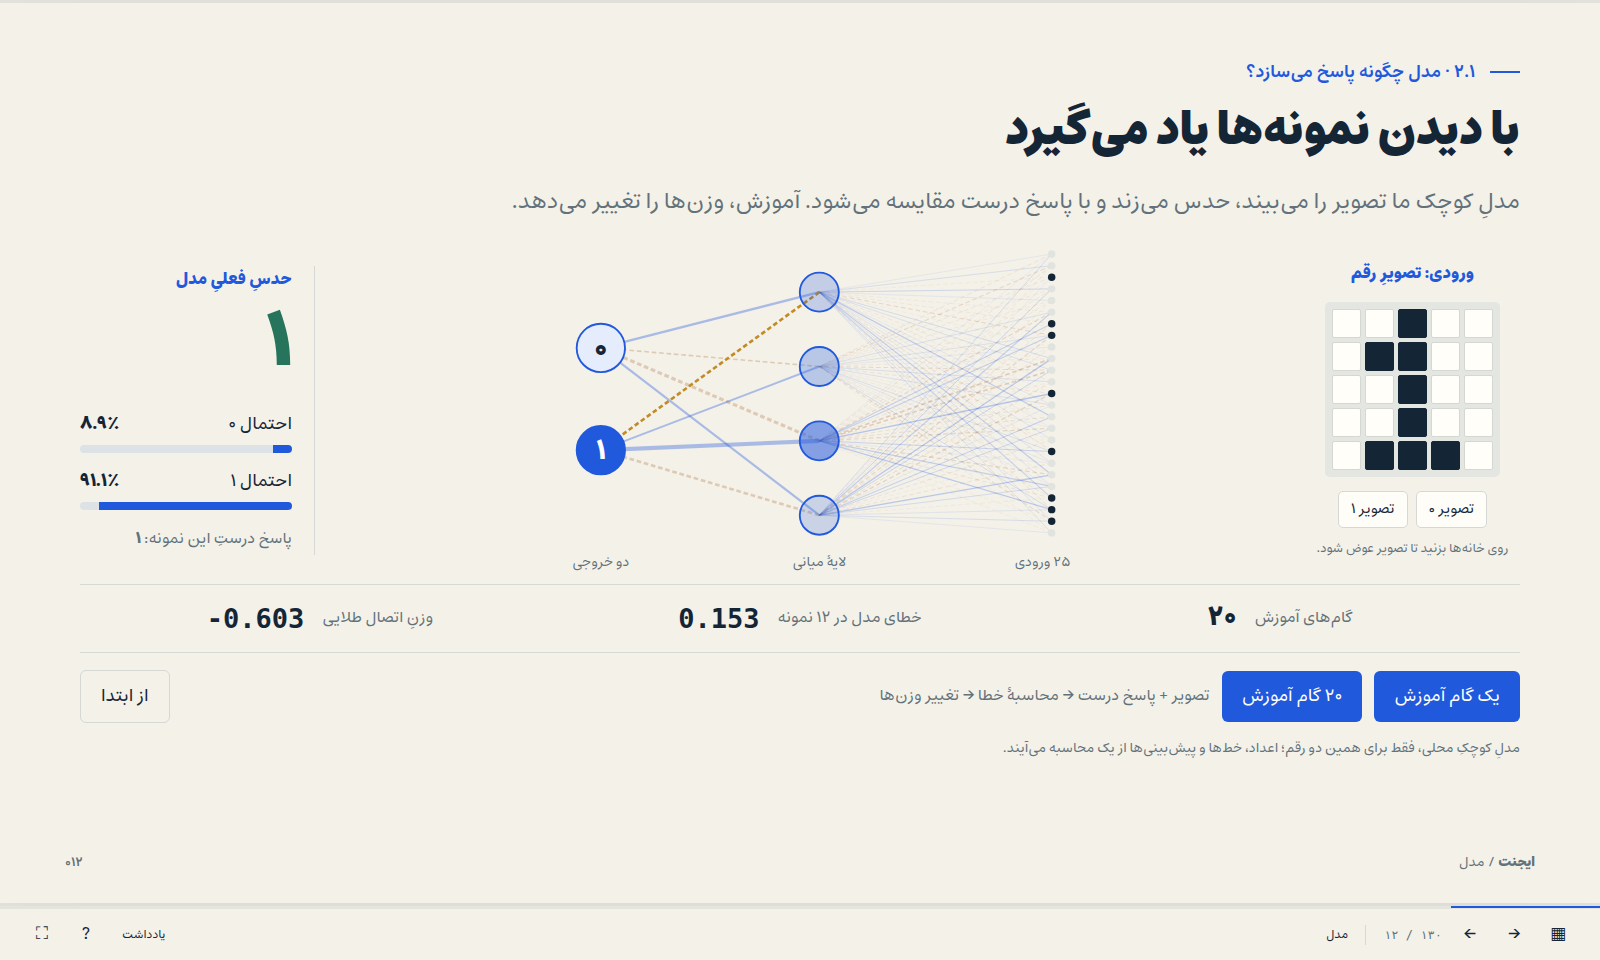 ۲.۱ · مدل چگونه پاسخ می‌سازد؟
با دیدن نمونه‌ها یاد می‌گیرد
مدلِ کوچک ما تصویر را می‌بیند، حدس می‌زند و با پاسخ درست مقایسه می‌شود. آموزش، وزن‌ها را تغییر می‌دهد.
ورودی: تصویرِ رقم
تصویر ۰
تصویر ۱
روی خانه‌ها بزنید تا تصویر عوض شود.
۰
۱
۲۵ ورودی
لایهٔ میانی
دو خروجی
حدسِ فعلیِ مدل
۱
احتمال ۰ ۸.۹٪
احتمال ۱ ۹۱.۱٪
پاسخ درستِ این نمونه: ۱
گام‌های آموزش ۲۰
خطای مدل در ۱۲ نمونه 0.153
وزنِ اتصال طلایی -0.603
یک گام آموزش
۲۰ گام آموزش
تصویر + پاسخ درست → محاسبهٔ خطا → تغییر وزن‌ها
از ابتدا
مدلِ کوچکِ محلی، فقط برای همین دو رقم؛ اعداد، خط‌ها و پیش‌بینی‌ها از یک محاسبه می‌آیند.
ایجنت / مدل
۰۱۲
۱۲ / ۱۳۰
مدل
یادداشت
?